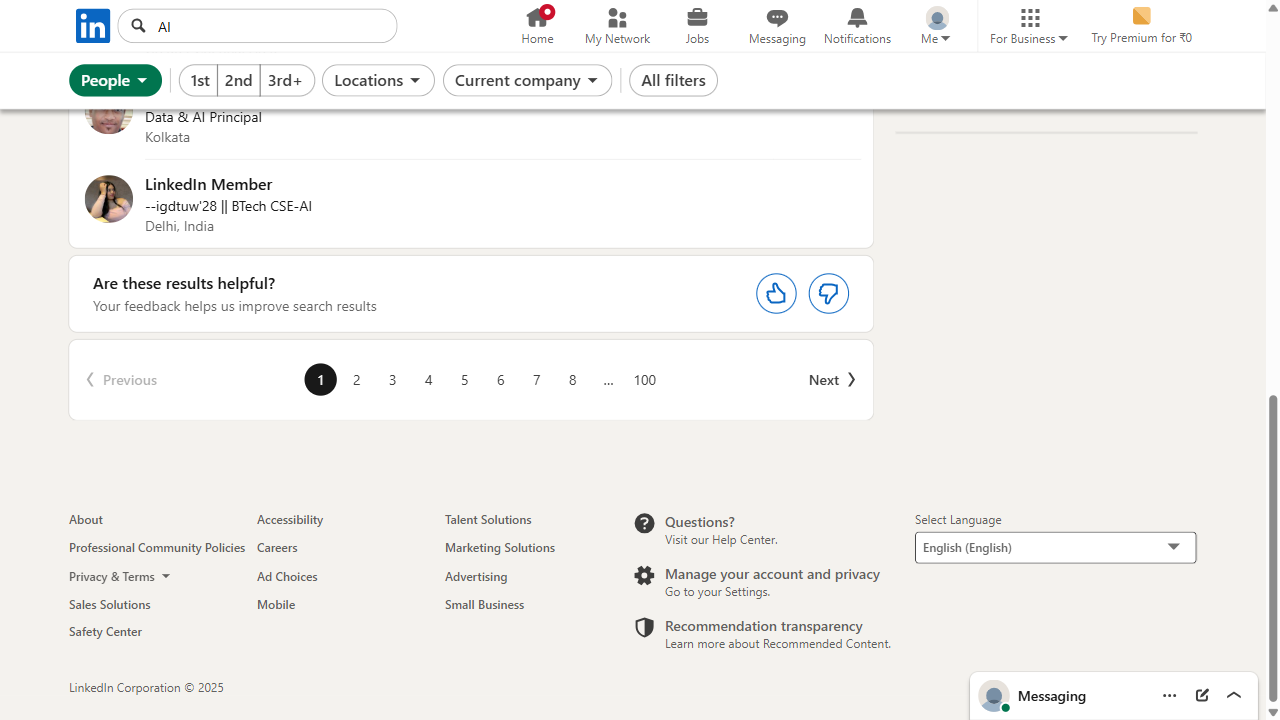 in
AI
Home
My Network
Jobs
Messaging
Notifications
Me
For Business
Try Premium for ₹0
People
1st
2nd
3rd+
Locations
Current company
All filters
Data & AI Principal
Kolkata
LinkedIn Member
--igdtuw'28 || BTech CSE-AI
Delhi, India
Are these results helpful?
Your feedback helps us improve search results
Previous
1 2 3 4 5 6 7 8 … 100
Next
About
Accessibility
Talent Solutions
Professional Community Policies
Careers
Marketing Solutions
Privacy & Terms
Ad Choices
Advertising
Sales Solutions
Mobile
Small Business
Safety Center
Questions?
Visit our Help Center.
Manage your account and privacy
Go to your Settings.
Recommendation transparency
Learn more about Recommended Content.
Select Language
English (English)
LinkedIn Corporation © 2025
Messaging